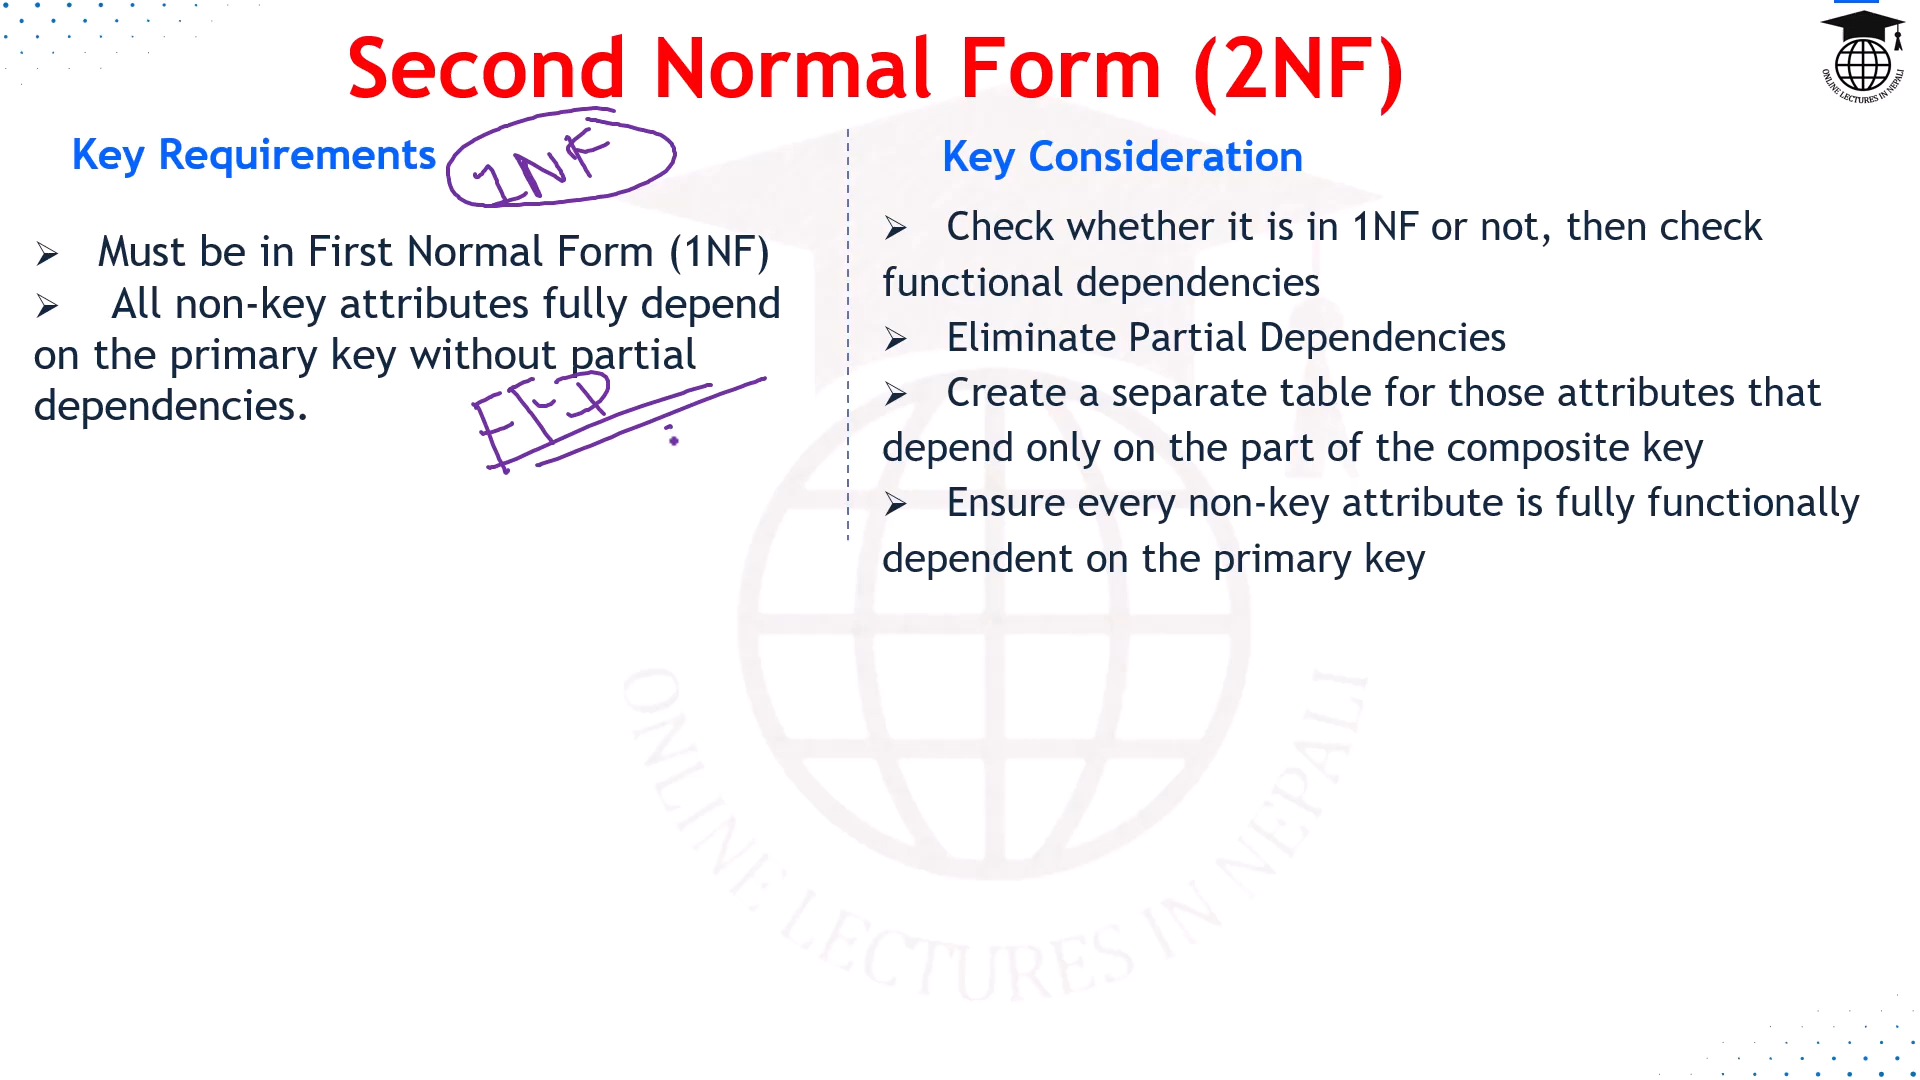 Second Normal Form (2NF)
ONLINE LECTURES IN NEPALI
Key Requirements
1NF
➢ Must be in First Normal Form (1NF)
➢ All non-key attributes fully depend
on the primary key without partial
dependencies.
FFD
Key Consideration
➢ Check whether it is in 1NF or not, then check
functional dependencies
➢ Eliminate Partial Dependencies
➢ Create a separate table for those attributes that
depend only on the part of the composite key
➢ Ensure every non-key attribute is fully functionally
dependent on the primary key
ONLINE LECTURES IN NEPALI